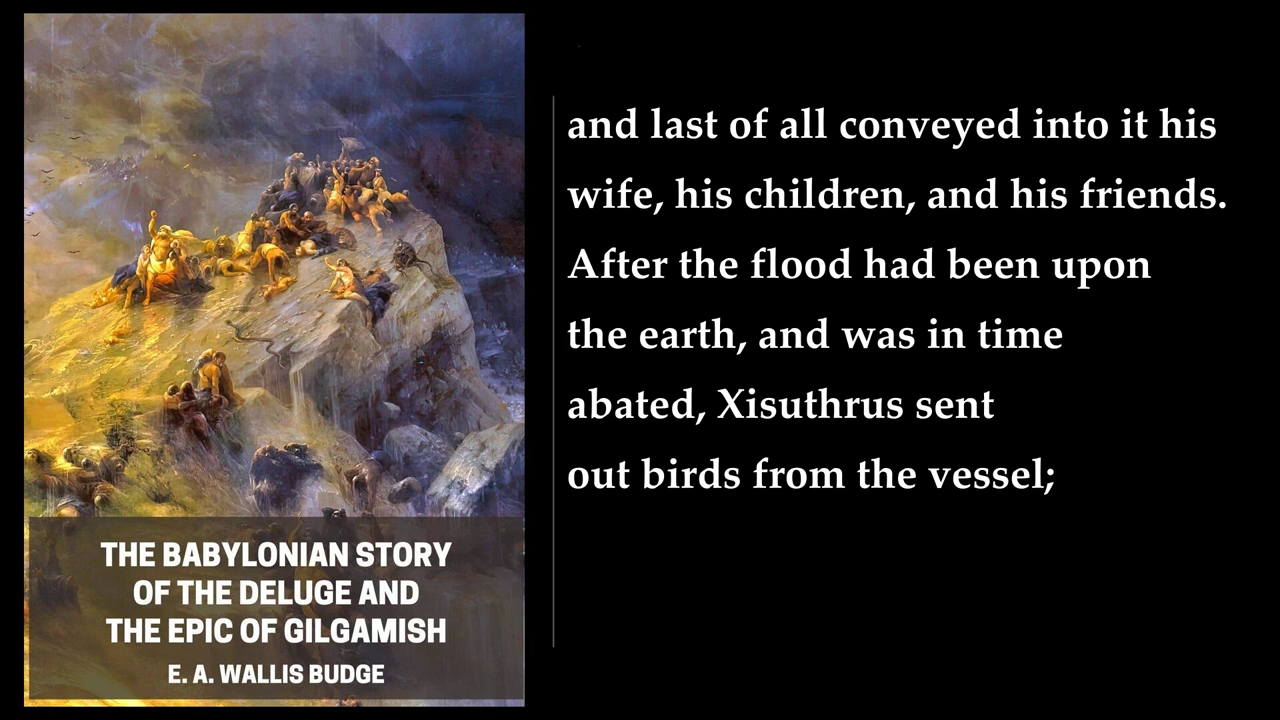 and last of all conveyed into it his
wife, his children, and his friends.
After the flood had been upon
the earth, and was in time
abated, Xisuthrus sent
out birds from the vessel;
THE BABYLONIAN STORY
OF THE DELUGE AND
THE EPIC OF GILGAMISH
E. A. WALLIS BUDGE